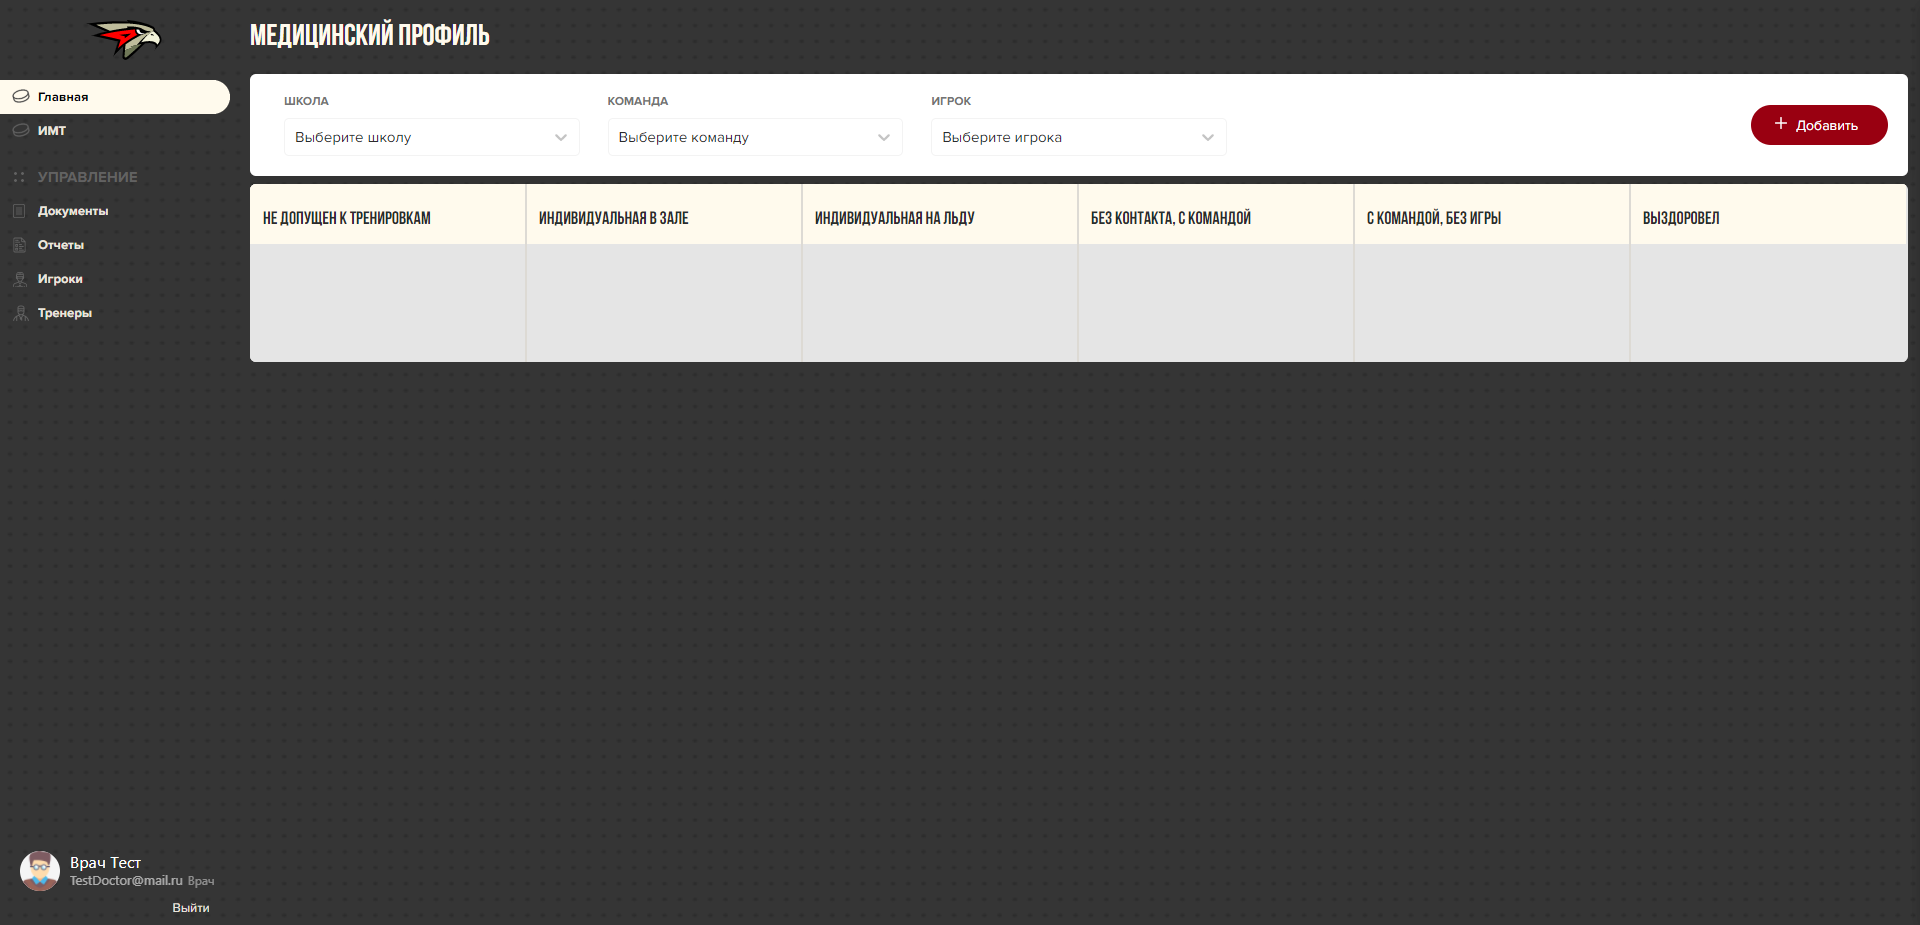 МЕДИЦИНСКИЙ ПРОФИЛЬ
Главная
ИМТ
УПРАВЛЕНИЕ
Документы
Отчеты
Игроки
Тренеры
ШКОЛА
Выберите школу
КОМАНДА
Выберите команду
ИГРОК
Выберите игрока
Добавить
НЕ ДОПУЩЕН К ТРЕНИРОВКАМ
ИНДИВИДУАЛЬНАЯ В ЗАЛЕ
ИНДИВИДУАЛЬНАЯ НА ЛЬДУ
БЕЗ КОНТАКТА, С КОМАНДОЙ
С КОМАНДОЙ, БЕЗ ИГРЫ
ВЫЗДОРОВЕЛ
Врач Тест
TestDoctor@mail.ru Врач
Выйти